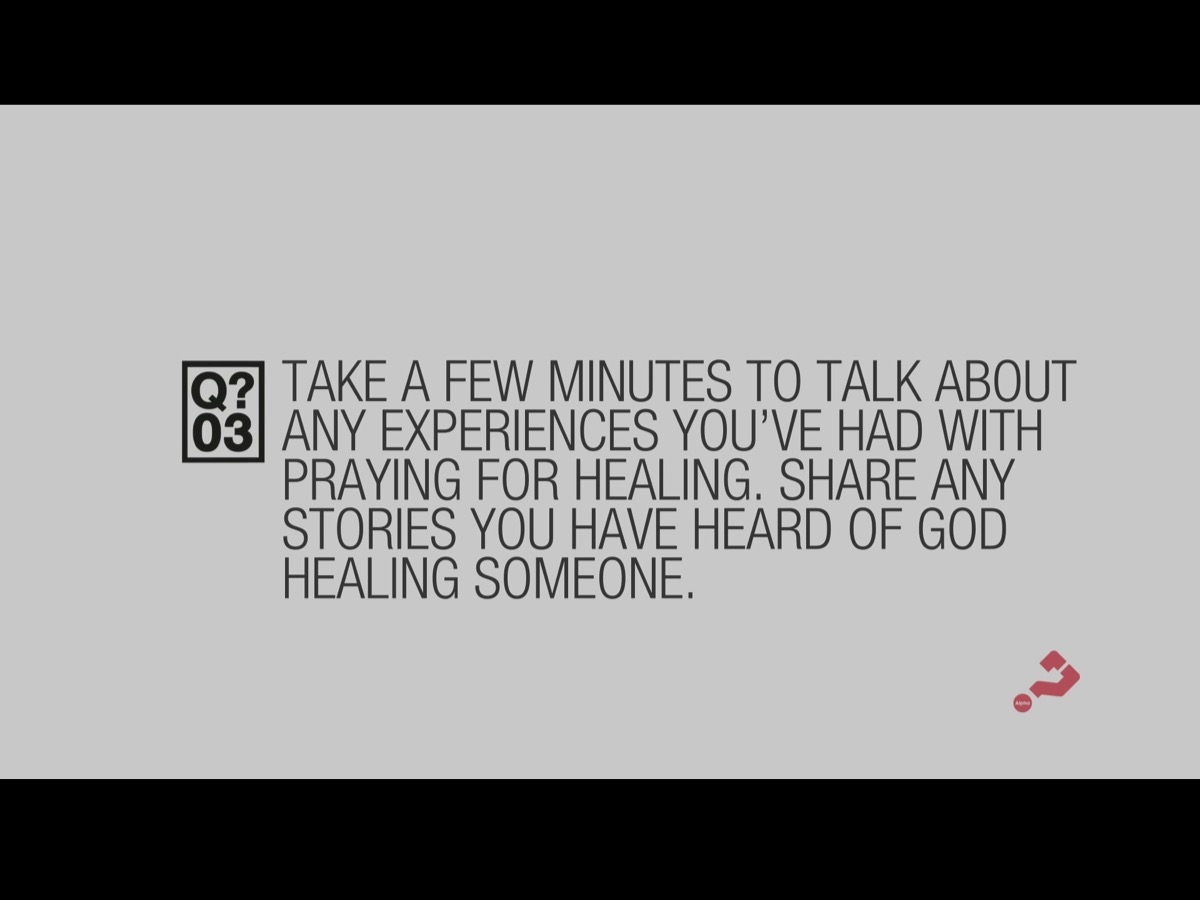 Q?
03
TAKE A FEW MINUTES TO TALK ABOUT
ANY EXPERIENCES YOU'VE HAD WITH
PRAYING FOR HEALING. SHARE ANY
STORIES YOU HAVE HEARD OF GOD
HEALING SOMEONE.
Alpha